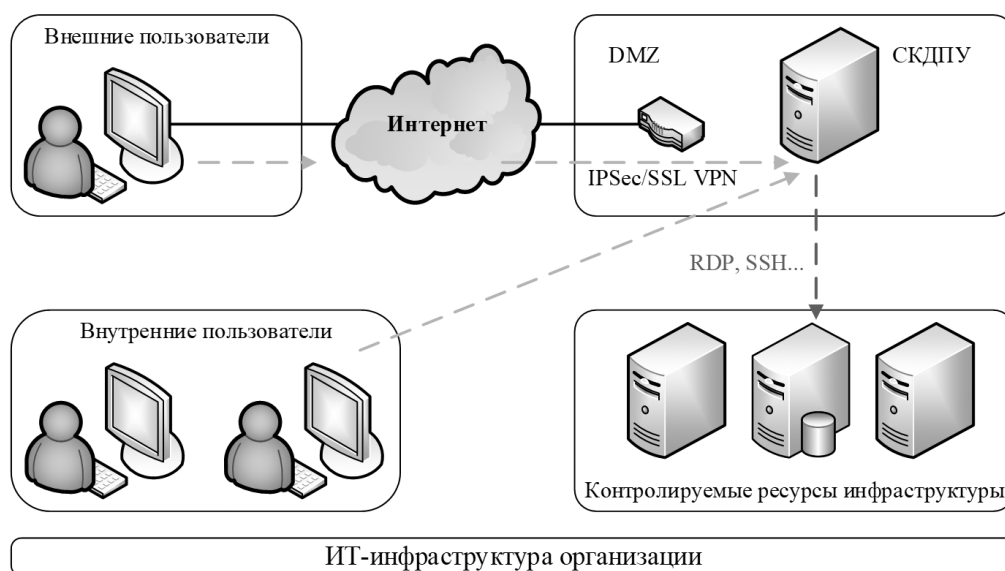 Внешние пользователи
DMZ
СКДПУ
Интернет
IPSec/SSL VPN
RDP, SSH...
Внутренние пользователи
Контролируемые ресурсы инфраструктуры
ИТ-инфраструктура организации